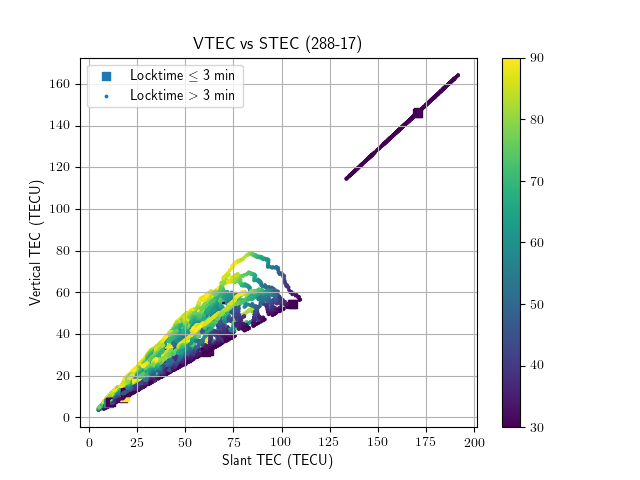 VTEC vs STEC (288-17)
Locktime ≤ 3 min
Locktime > 3 min
Vertical TEC (TECU)
160
140
120
100
80
60
40
20
0
0 25 50 75 100 125 150 175 200
Slant TEC (TECU)
90
80
70
60
50
40
30